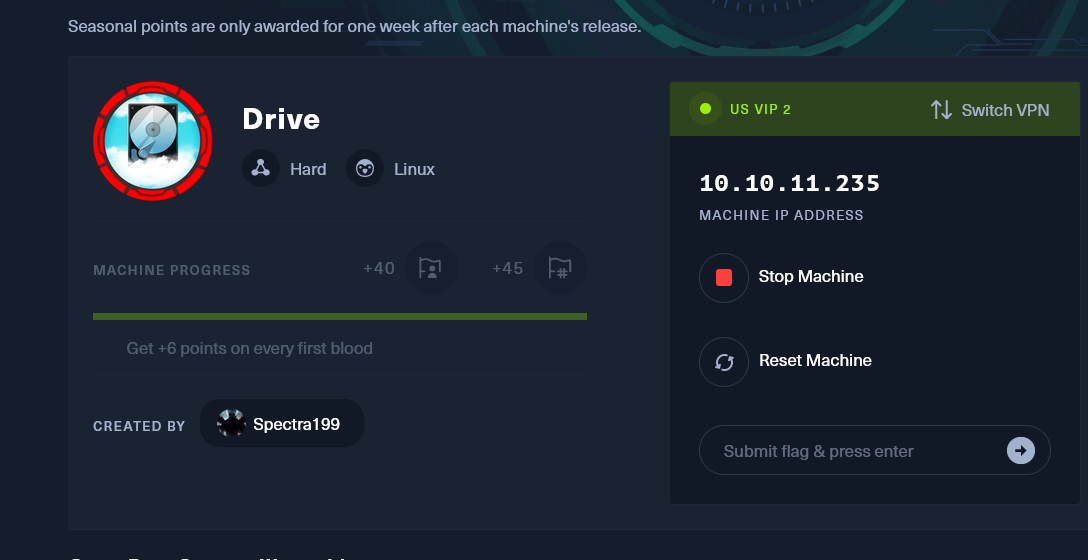 Seasonal points are only awarded for one week after each machine's release.
Drive
Hard Linux
MACHINE PROGRESS +40 +45
Get +6 points on every first blood
CREATED BY Spectra199
US VIP 2 Switch VPN
10.10.11.235
MACHINE IP ADDRESS
Stop Machine
Reset Machine
Submit flag & press enter